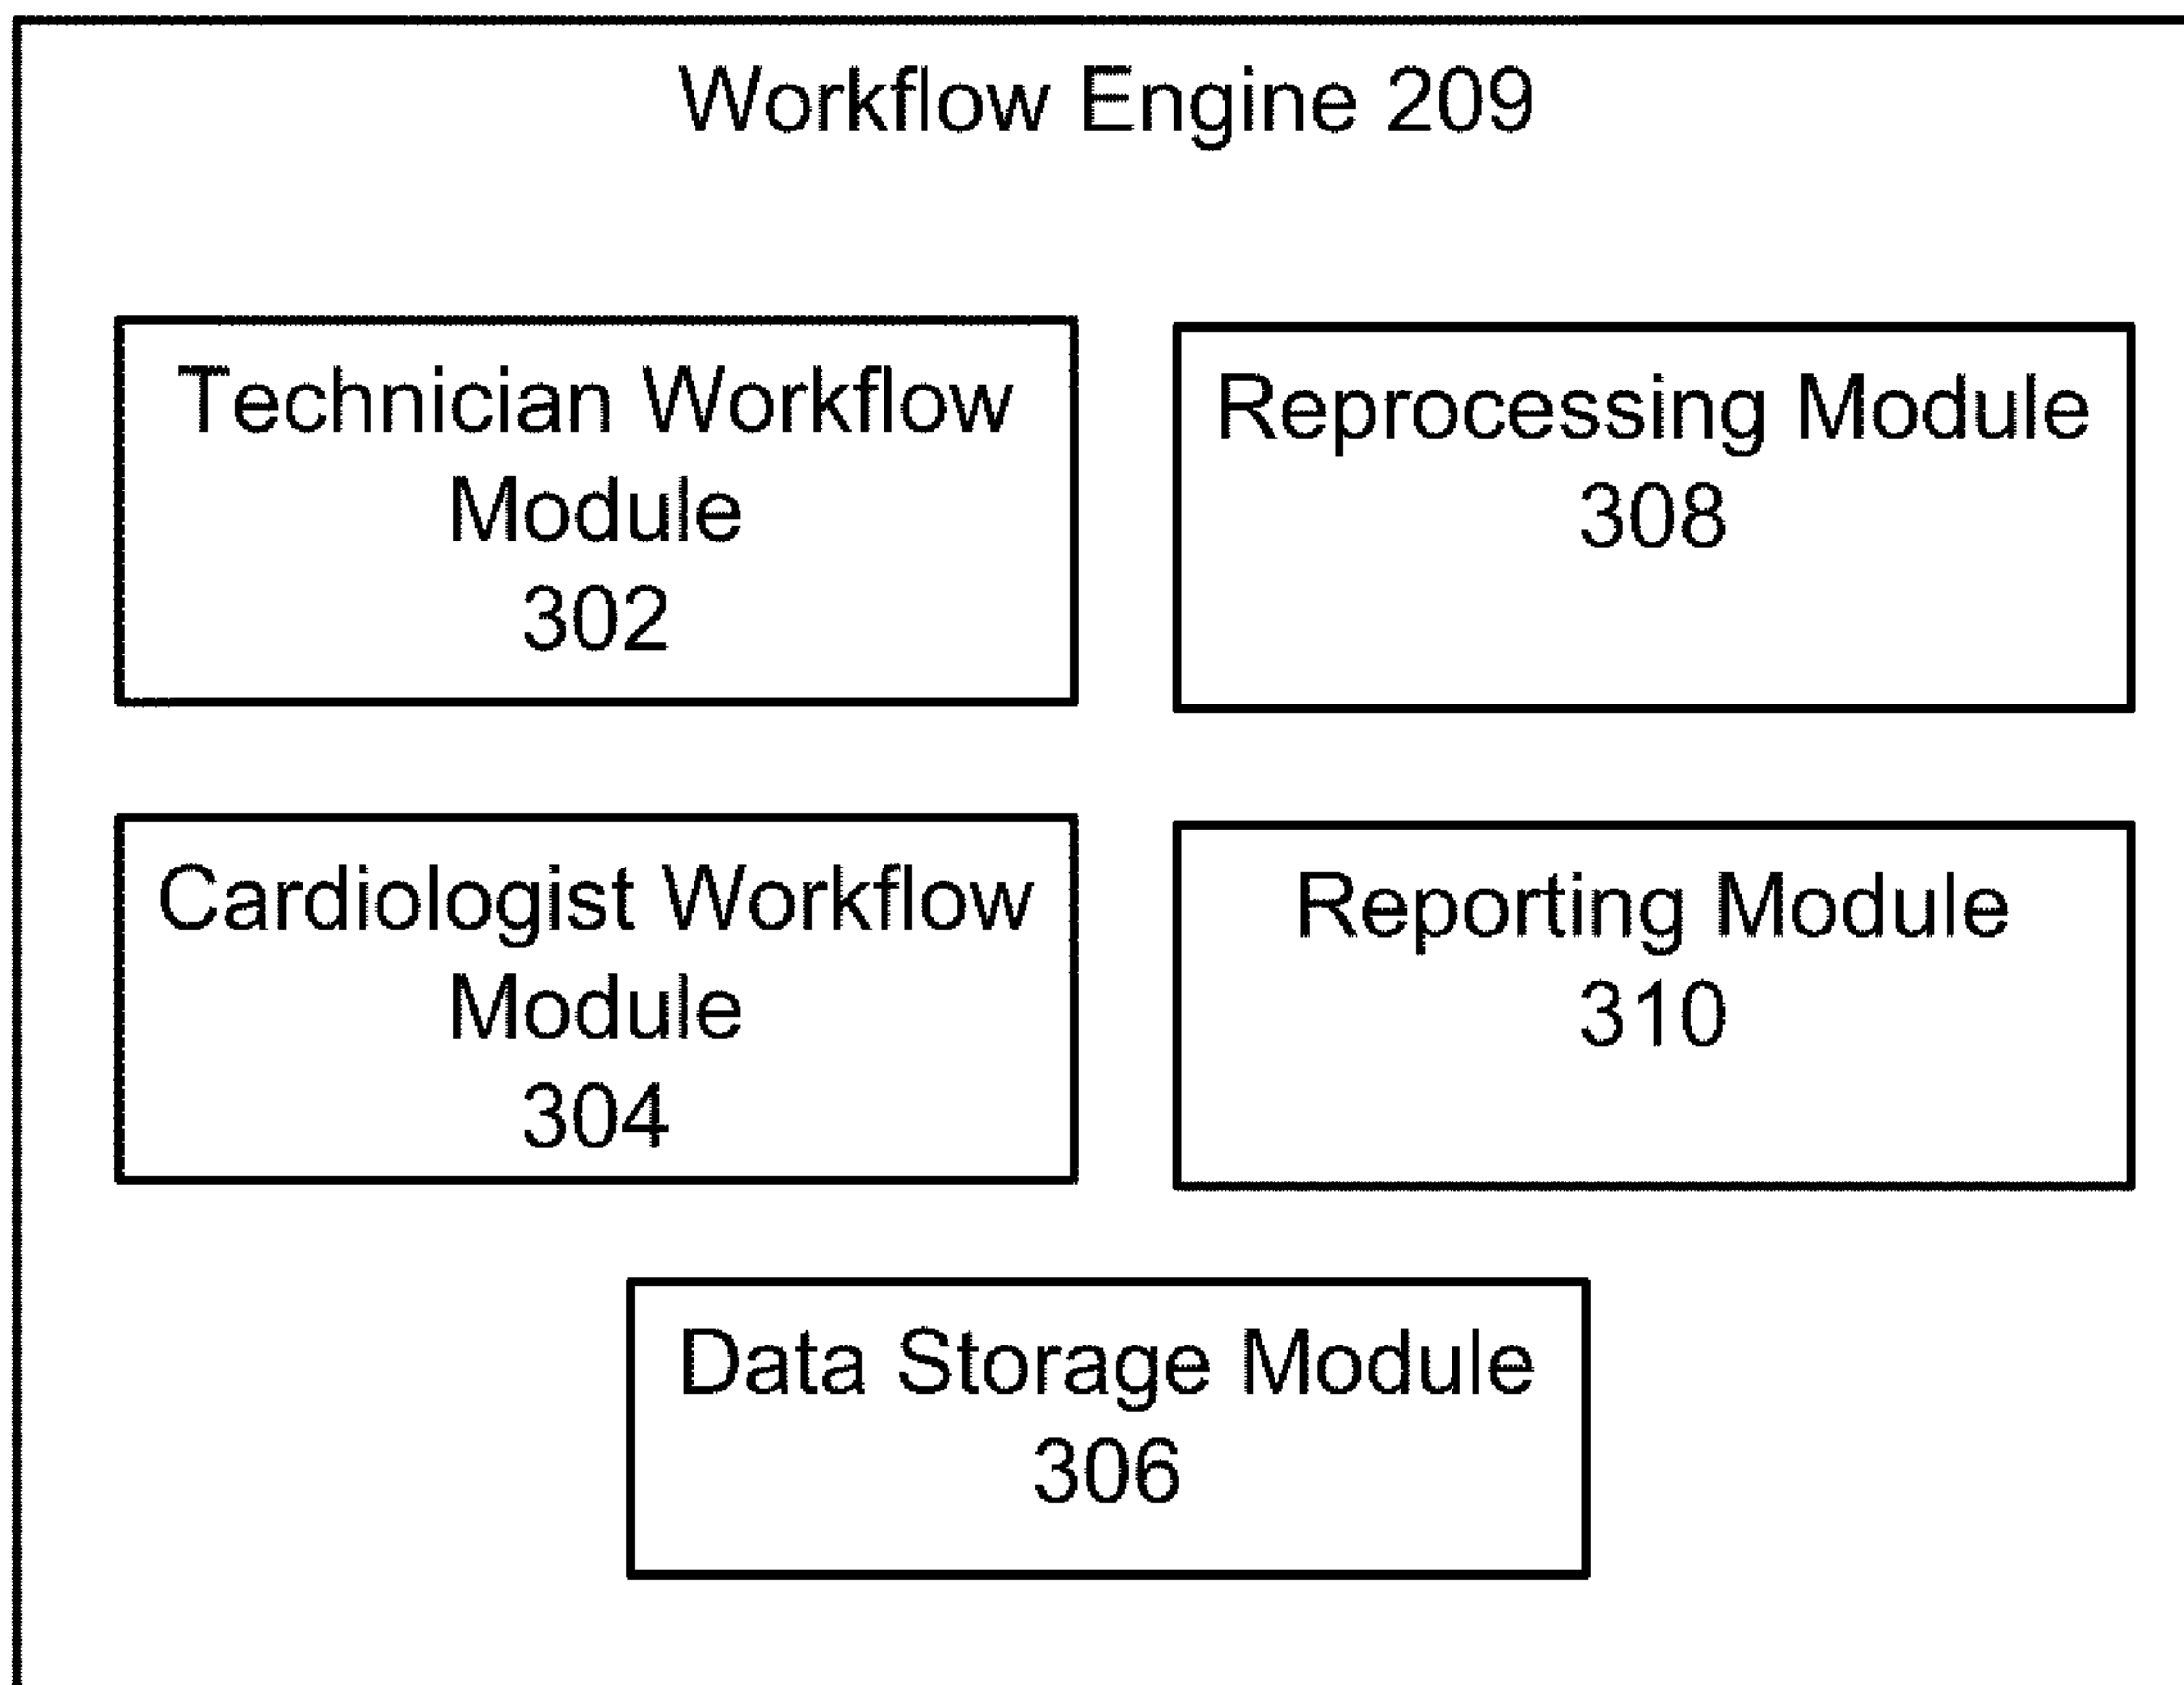 Workflow Engine 209
Technician Workflow
Module
302
Reprocessing Module
308
Cardiologist Workflow
Module
304
Reporting Module
310
Data Storage Module
306